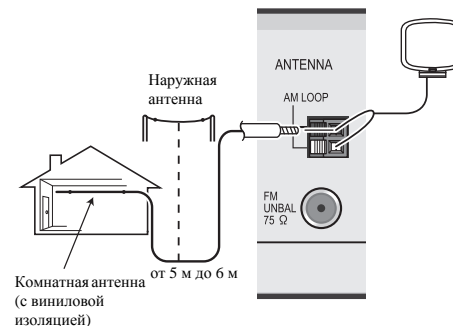 Наружная
антенна
ANTENNA
AM LOOP
FM
UNBAL
75 Ω
от 5 м до 6 м
Комнатная антенна
(с виниловой
изоляцией)